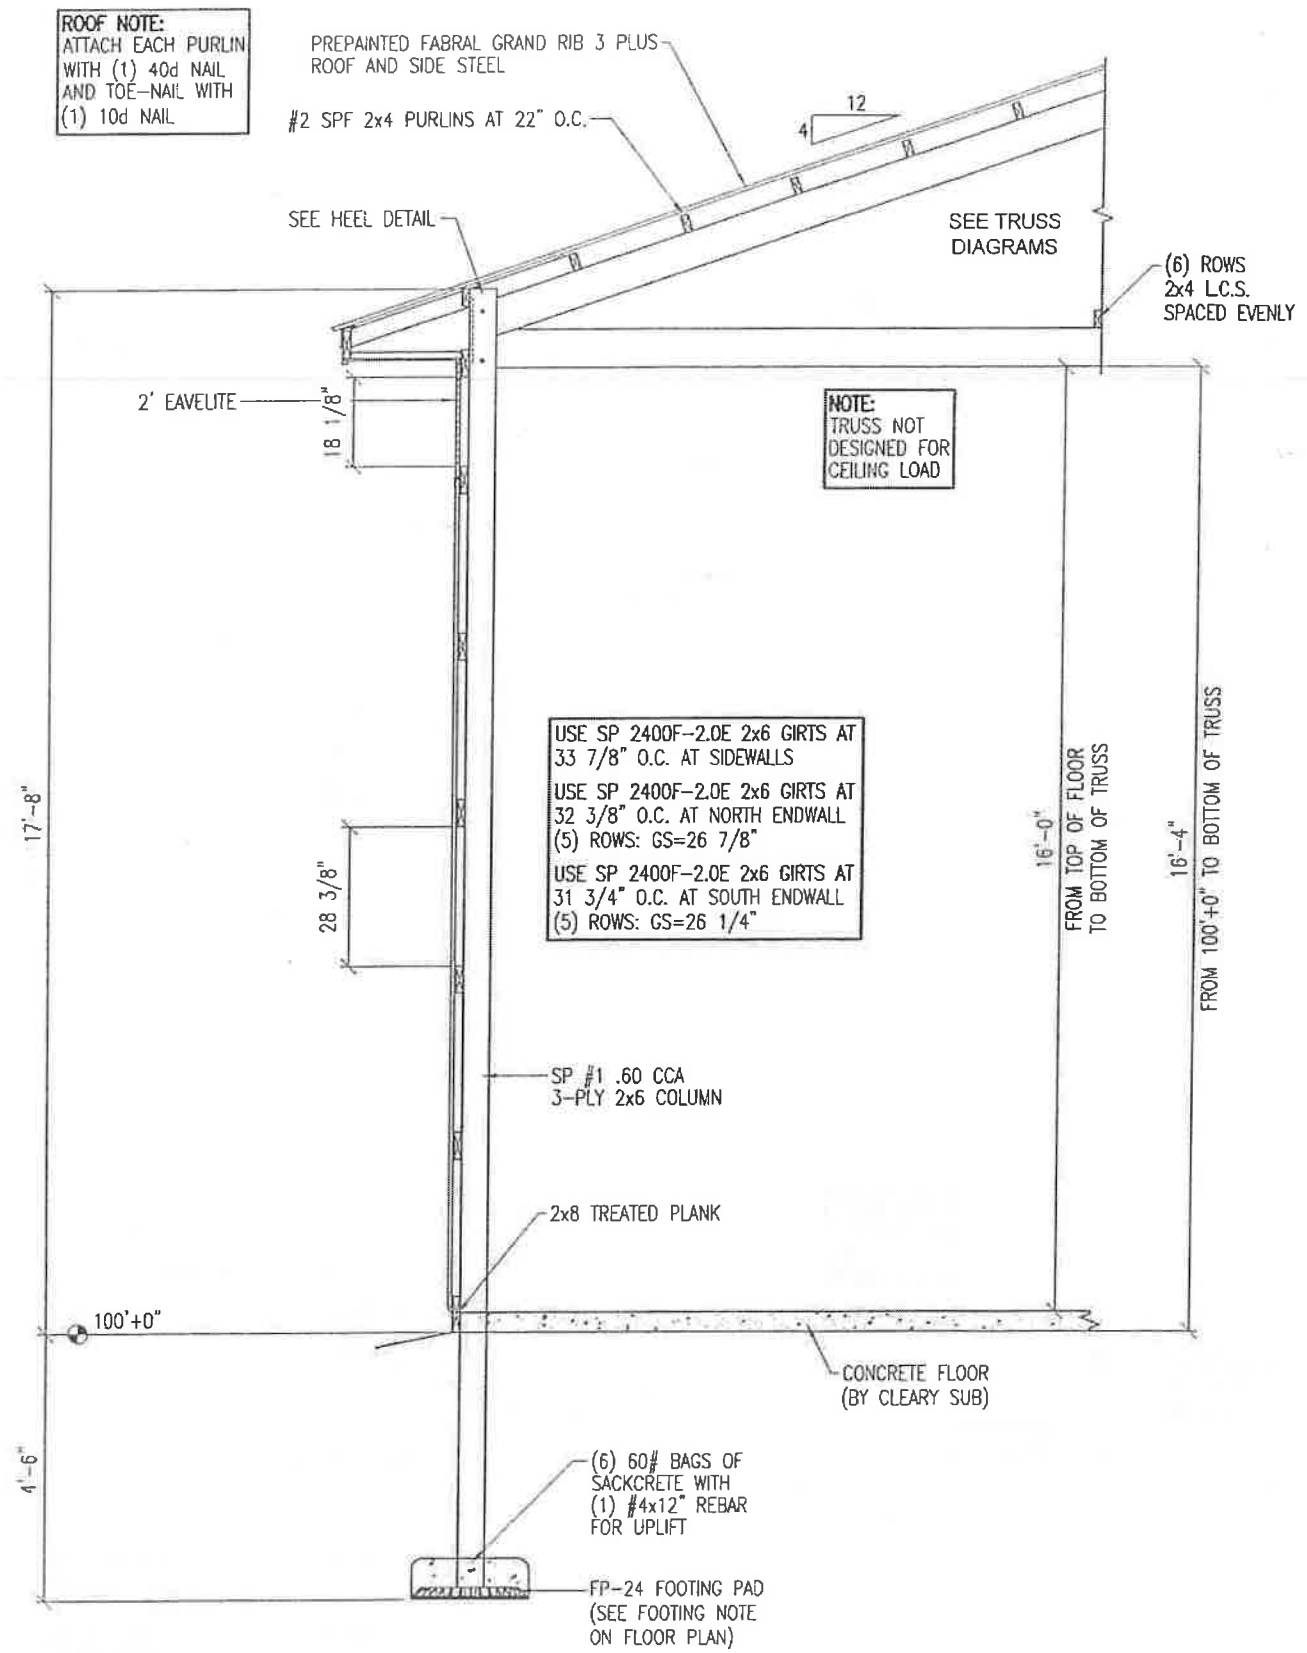 ROOF NOTE:
ATTACH EACH PURLIN
WITH (1) 40d NAIL
AND TOE-NAIL WITH
(1) 10d NAIL
PREPAINTED FABRAL GRAND RIB 3 PLUS
ROOF AND SIDE STEEL
#2 SPF 2x4 PURLINS AT 22" O.C.
12
4
SEE HEEL DETAIL
SEE TRUSS
DIAGRAMS
(6) ROWS
2x4 L.C.S.
SPACED EVENLY
2' EAVELITE
18 1/8"
NOTE:
TRUSS NOT
DESIGNED FOR
CEILING LOAD
17'-8"
28 3/8"
USE SP 2400F-2.0E 2x6 GIRTS AT
33 7/8" O.C. AT SIDEWALLS
USE SP 2400F-2.0E 2x6 GIRTS AT
32 3/8" O.C. AT NORTH ENDWALL
(5) ROWS: GS=26 7/8"
USE SP 2400F-2.0E 2x6 GIRTS AT
31 3/4" O.C. AT SOUTH ENDWALL
(5) ROWS: GS=26 1/4"
16'-0"
FROM TOP OF FLOOR
TO BOTTOM OF TRUSS
16'-4"
FROM 100'+0" TO BOTTOM OF TRUSS
SP #1 .60 CCA
3-PLY 2x6 COLUMN
2x8 TREATED PLANK
100'+0"
CONCRETE FLOOR
(BY CLEARY SUB)
4'-6"
(6) 60# BAGS OF
SACKCRETE WITH
(1) #4x12" REBAR
FOR UPLIFT
FP-24 FOOTING PAD
(SEE FOOTING NOTE
ON FLOOR PLAN)